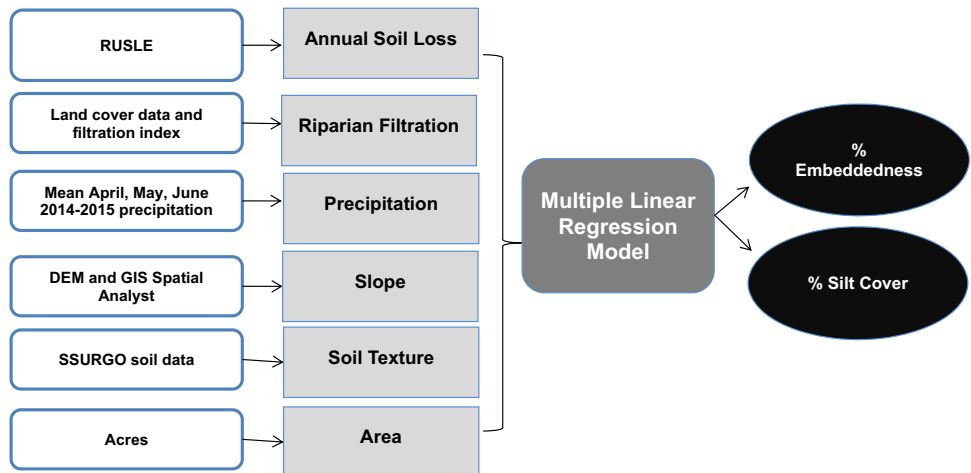 RUSLE
Annual Soil Loss
Land cover data and
filtration index
Riparian Filtration
Mean April, May, June
2014-2015 precipitation
Precipitation
DEM and GIS Spatial
Analyst
Slope
SSURGO soil data
Soil Texture
Acres
Area
Multiple Linear
Regression
Model
%
Embeddedness
% Silt Cover